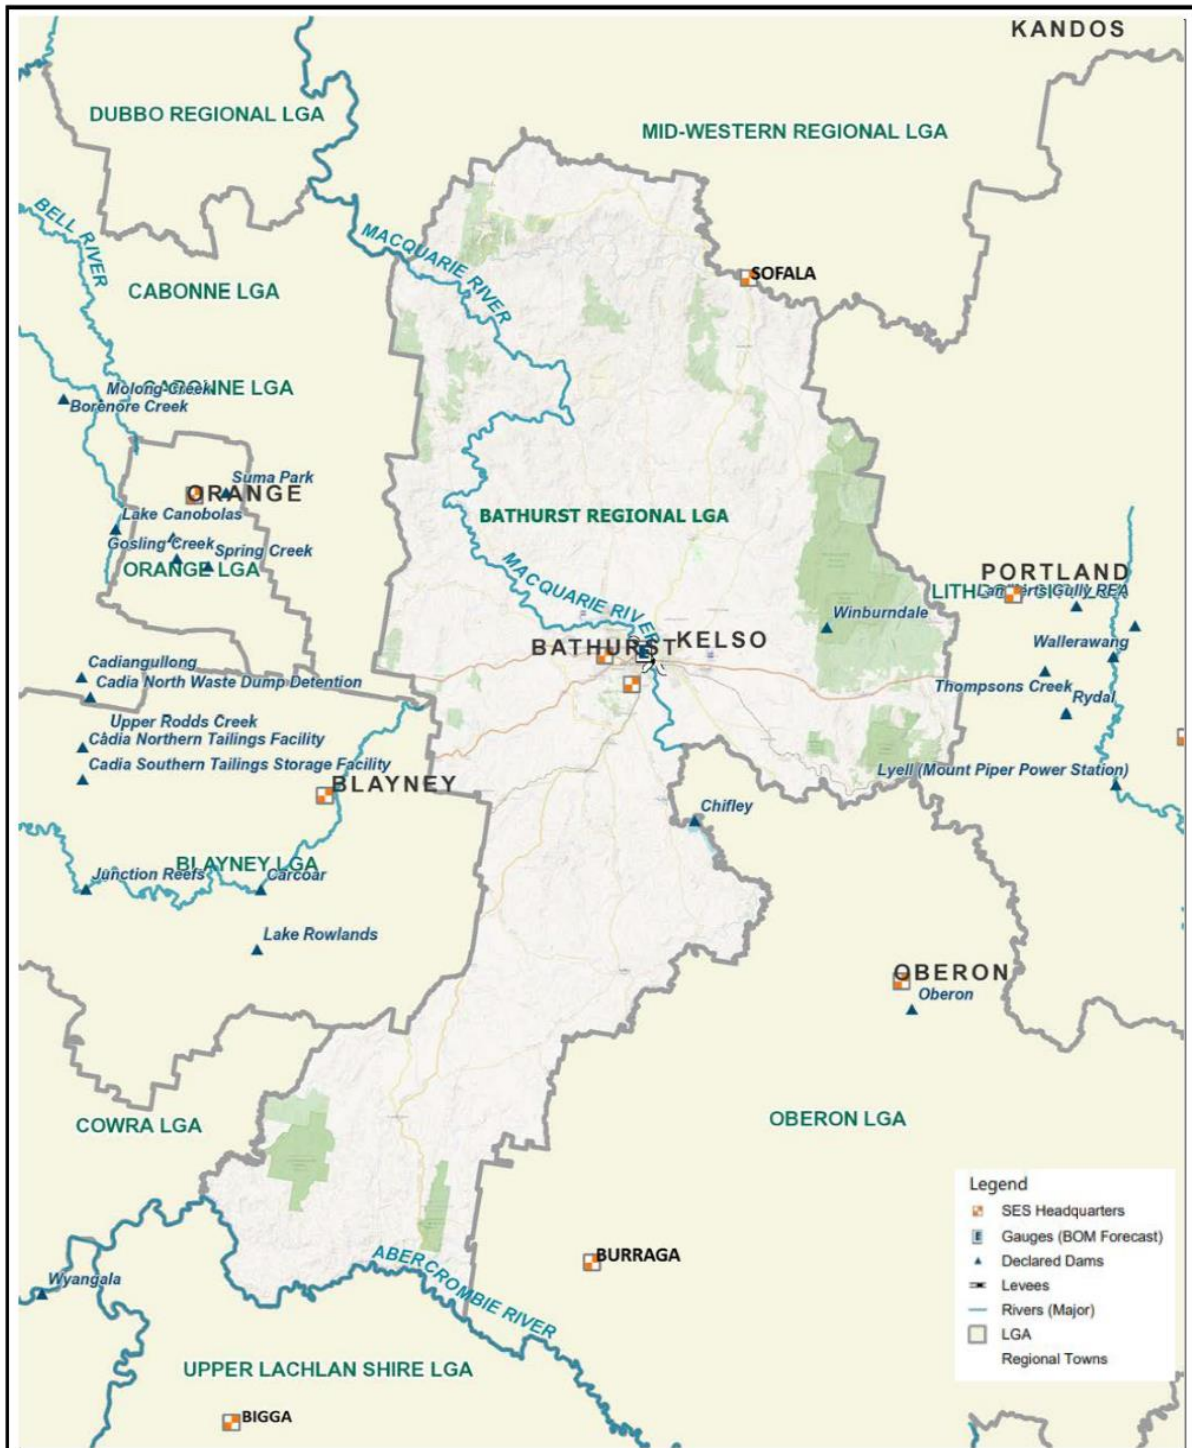 KANDOS
DUBBO REGIONAL LGA
MID-WESTERN REGIONAL LGA
BELL RIVER
MACQUARIE RIVER
SOFALA
CABONNE LGA
CABONNE LGA
Molong Creek
Borenore Creek
Suma Park
ORANGE
Lake Canobolas
BATHURST REGIONAL LGA
Gosling Creek
Spring Creek
ORANGE LGA
PORTLAND
MACQUARIE RIVER
Winburndale
BATHURST
KELSO
Wallerawang
Cadiangullong
Cadia North Waste Dump Detention
Thompsons Creek
Rydal
Upper Rodds Creek
Cadia Northern Tailings Facility
Cadia Southern Tailings Storage Facility
Lyell (Mount Piper Power Station)
BLAYNEY
Chifley
BLAYNEY LGA
Junction Reefs
Carcoar
Lake Rowlands
OBERON
Oberon
COWRA LGA
OBERON LGA
Legend
SES Headquarters
E Gauges (BOM Forecast)
Declared Dams
Levees
Rivers (Major)
LGA
Regional Towns
ABERCROMBIE RIVER
BURRAGA
Wyangala
UPPER LACHLAN SHIRE LGA
BIGGA